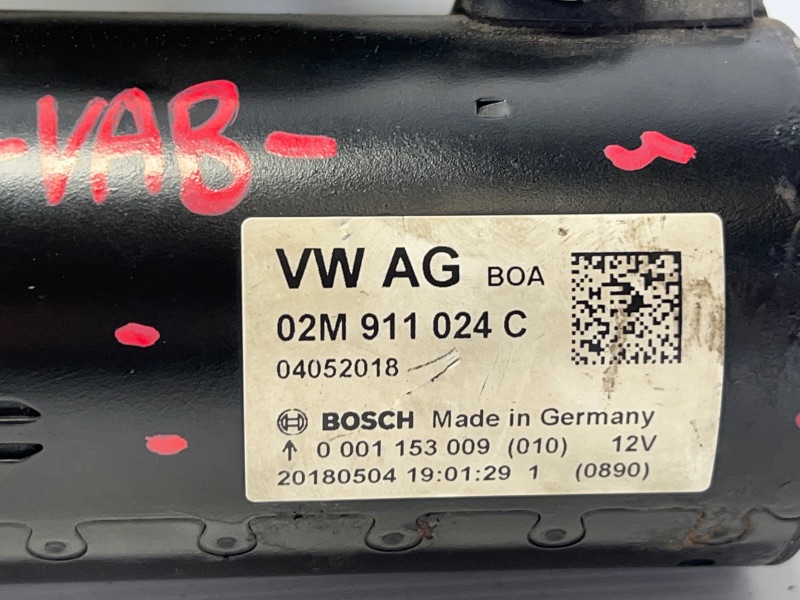 -VAB-
VW AG BOA
02M 911 024 C
04052018
BOSCH Made in Germany
↑ 0 001 153 009 (010) 12V
20180504 19:01:29 1 (0890)